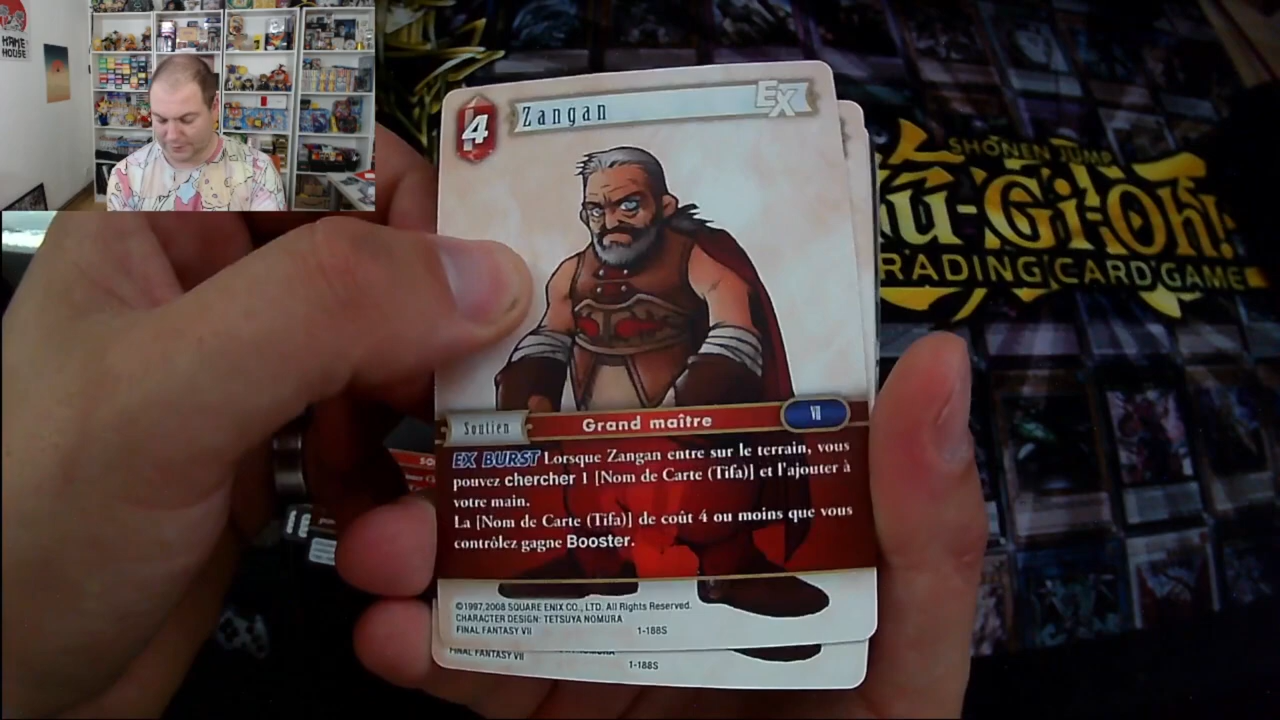 KAME
HOUSE
4
Zangan
EX
SHONEN JUMP
Yu-Gi-Oh!
TRADING CARD GAME
Soutien
Grand maître
VII
EX BURST Lorsque Zangan entre sur le terrain, vous
pouvez chercher 1 [Nom de Carte (Tifa)] et l'ajouter à
votre main.
La [Nom de Carte (Tifa)] de coût 4 ou moins que vous
contrôlez gagne Booster.
©1997,2008 SQUARE ENIX CO., LTD. All Rights Reserved.
CHARACTER DESIGN: TETSUYA NOMURA
FINAL FANTASY VII
1-188S
FINAL FANTASY VII
1-188S